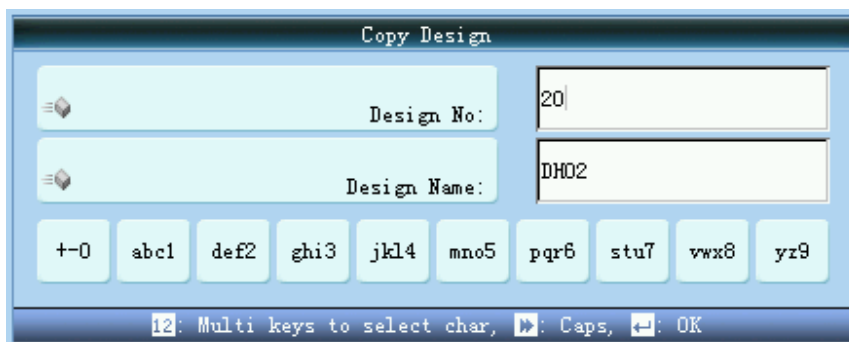 Copy Design
Design No: 20
Design Name: DH02
+-0 abc1 def2 ghi3 jkl4 mno5 pqr6 stu7 vwx8 yz9
12: Multi keys to select char, : Caps, : OK